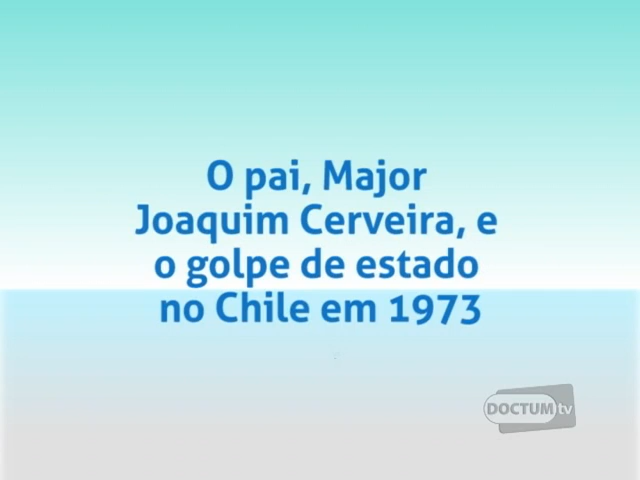 O pai, Major
Joaquim Cerveira, e
o golpe de estado
no Chile em 1973
DOCTUM tv